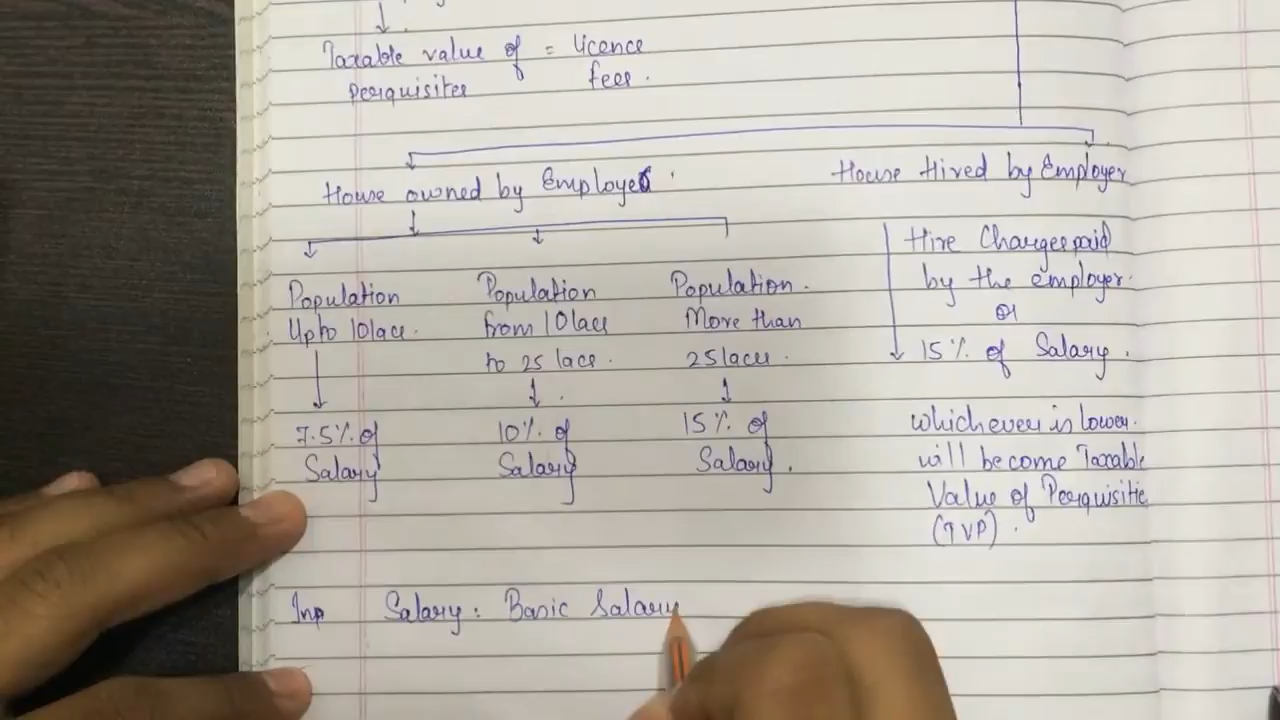 Taxable value of = licence
perquisites fees.
House owned by Employer
House Hired by Employer
Population
Upto 10lacs.
7.5% of
Salary
Population
from 10lacs
to 25 lacs.
10% of
Salary
Population.
More than
25lacs.
15% of
Salary.
Hire Charges paid
by the employer.
or
15% of Salary.
whichever is lower.
will become Taxable
Value of Perquisitie
(TVP).
Imp Salary: Basic Salary